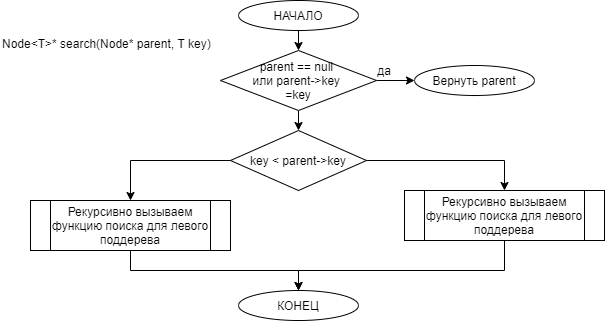 НАЧАЛО
Node<T>* search(Node* parent, T key)
parent == null
или parent->key
=key
да
Вернуть parent
key < parent->key
Рекурсивно вызываем
функцию поиска для левого
поддерева
Рекурсивно вызываем
функцию поиска для левого
поддерева
КОНЕЦ